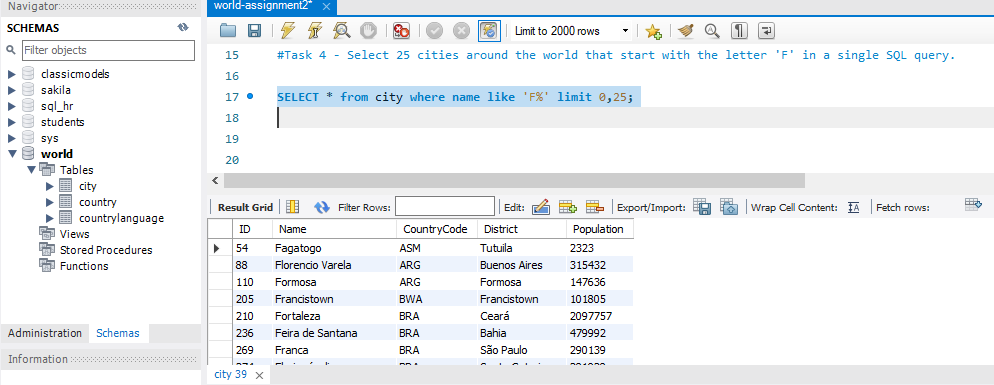 Navigator
world-assignment2*
SCHEMAS
Filter objects
classicmodels
sakila
sql_hr
students
sys
world
Tables
city
country
countrylanguage
Views
Stored Procedures
Functions
Administration Schemas
Information
Limit to 2000 rows
15 #Task 4 - Select 25 cities around the world that start with the letter 'F' in a single SQL query.
16
17 SELECT * from city where name like 'F%' limit 0,25;
18
19
20
Result Grid Filter Rows: Edit: Export/Import: Wrap Cell Content: Fetch rows:
ID Name CountryCode District Population
54 Fagatogo ASM Tutuila 2323
88 Florencio Varela ARG Buenos Aires 315432
110 Formosa ARG Formosa 147636
205 Francistown BWA Francistown 101805
210 Fortaleza BRA Ceará 2097757
236 Feira de Santana BRA Bahia 479992
269 Franca BRA São Paulo 290139
city 39